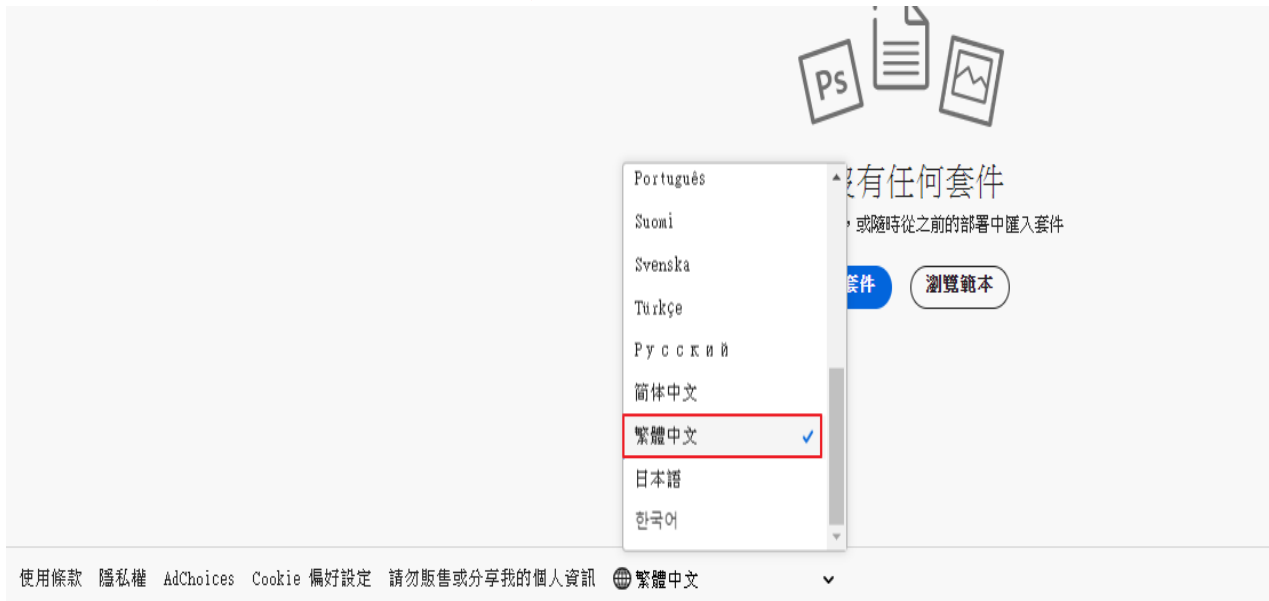 Ps
沒有任何套件
，或隨時從之前的部署中匯入套件
套件
瀏覽範本
Português
Suomi
Svenska
Türkçe
Русский
简体中文
繁體中文
日本語
한국어
使用條款 隱私權 AdChoices Cookie 偏好設定 請勿販售或分享我的個人資訊 繁體中文